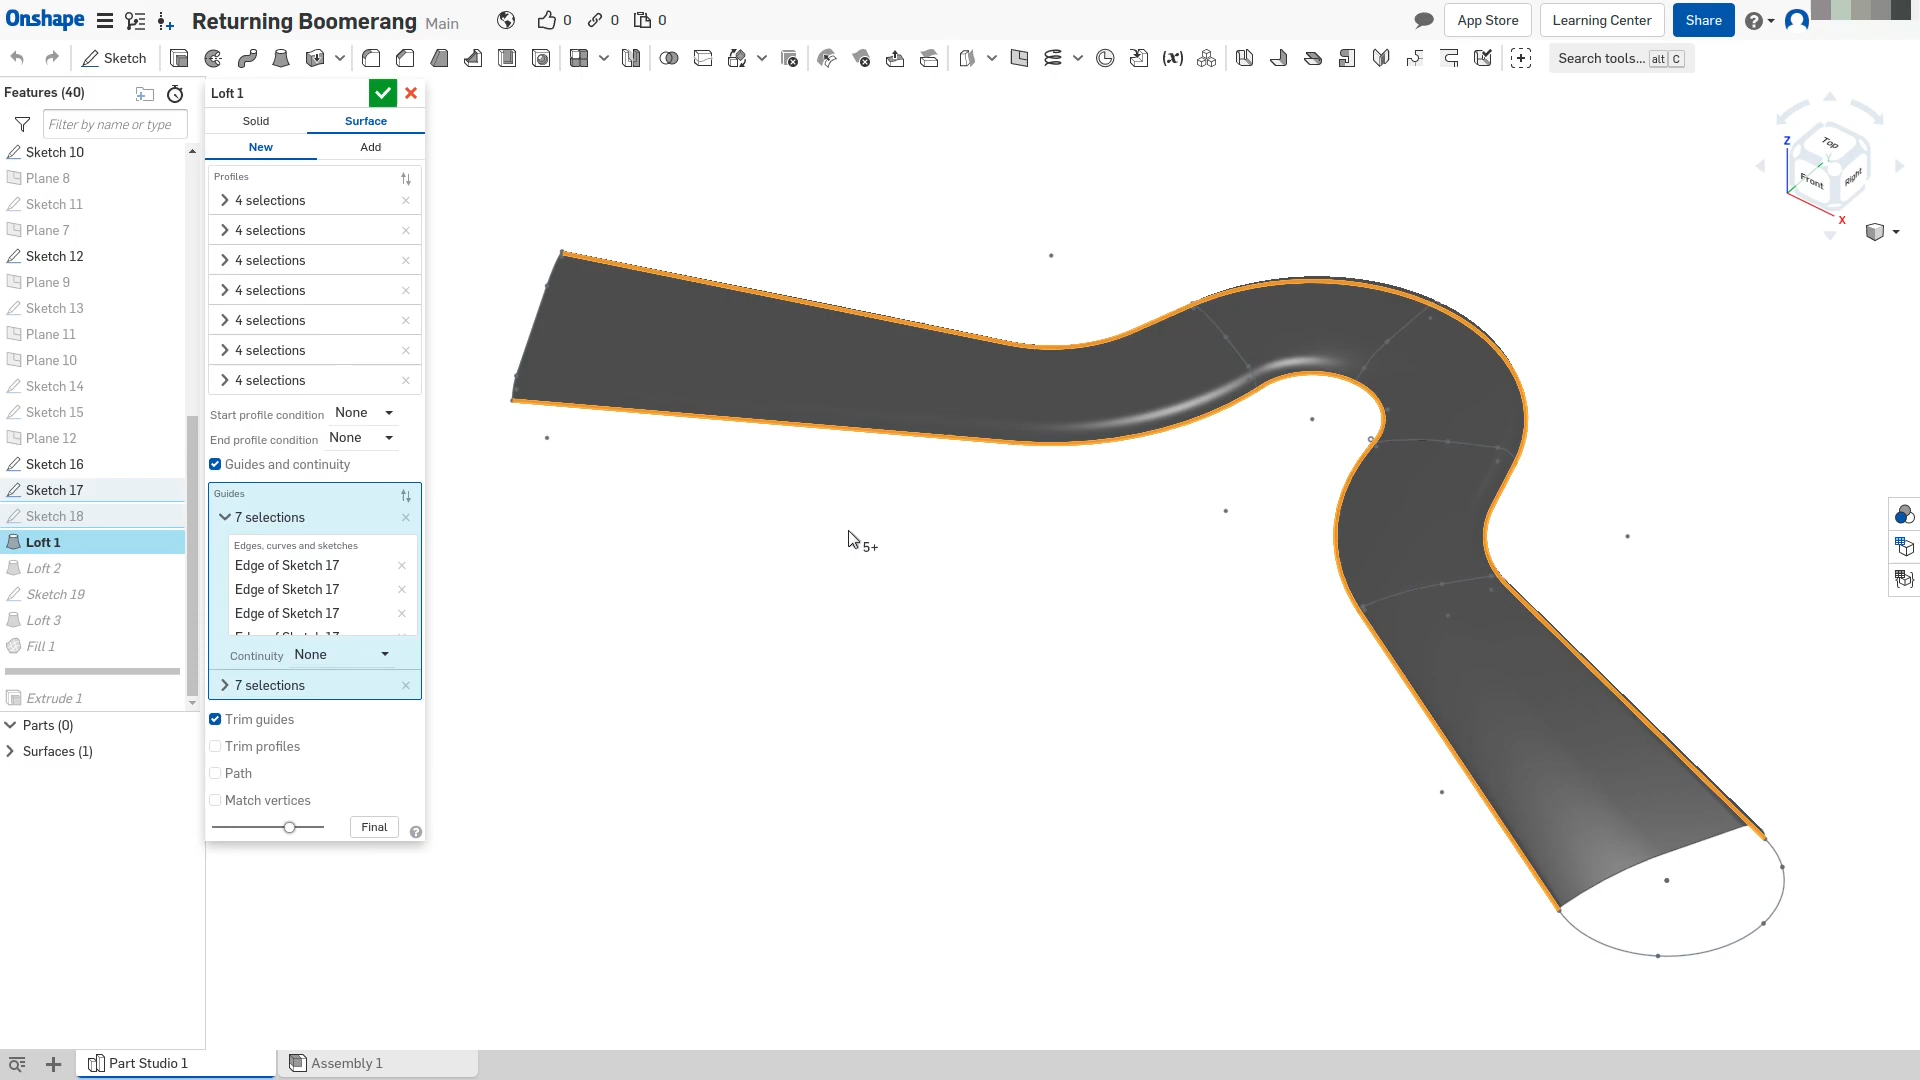 Onshape Returning Boomerang Main 0 0 0 App Store Learning Center Share
Sketch Search tools... alt C
Features (40)
Filter by name or type
Sketch 10
Plane 8
Sketch 11
Plane 7
Sketch 12
Plane 9
Sketch 13
Plane 11
Plane 10
Sketch 14
Sketch 15
Plane 12
Sketch 16
Sketch 17
Sketch 18
Loft 1
Loft 2
Sketch 19
Loft 3
Fill 1
Extrude 1
Parts (0)
Surfaces (1)
Loft 1
Solid Surface
New Add
Profiles
4 selections
4 selections
4 selections
4 selections
4 selections
4 selections
4 selections
Start profile condition None
End profile condition None
Guides and continuity
Guides
7 selections
Edges, curves and sketches
Edge of Sketch 17
Edge of Sketch 17
Edge of Sketch 17
Edge of Sketch 17
Continuity None
7 selections
Trim guides
Trim profiles
Path
Match vertices
Final
5+
Z
Top
Y
Front Right
X
Part Studio 1 Assembly 1